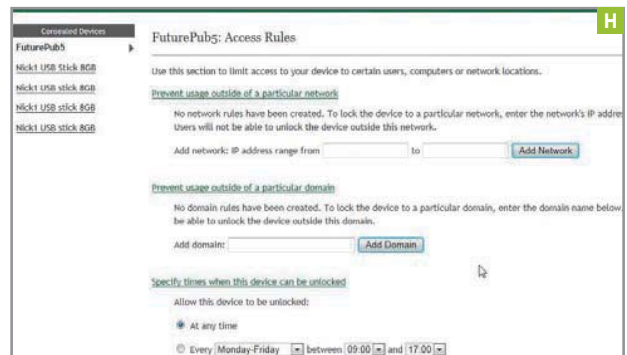 H
Concealed Devices
FuturePub5
Nick1 USB Stick 8GB
Nick1 USB stick 8GB
Nick1 USB stick 8GB
Nick1 USB stick 8GB
FuturePub5: Access Rules
Use this section to limit access to your device to certain users, computers or network locations.
Prevent usage outside of a particular network
No network rules have been created. To lock the device to a particular network, enter the network's IP addre
Users will not be able to unlock the device outside this network.
Add network: IP address range from to Add Network
Prevent usage outside of a particular domain
No domain rules have been created. To lock the device to a particular domain, enter the domain name below.
be able to unlock the device outside this domain.
Add domain: Add Domain
Specify times when this device can be unlocked
Allow this device to be unlocked:
At any time
Every Monday-Friday between 09:00 and 17:00